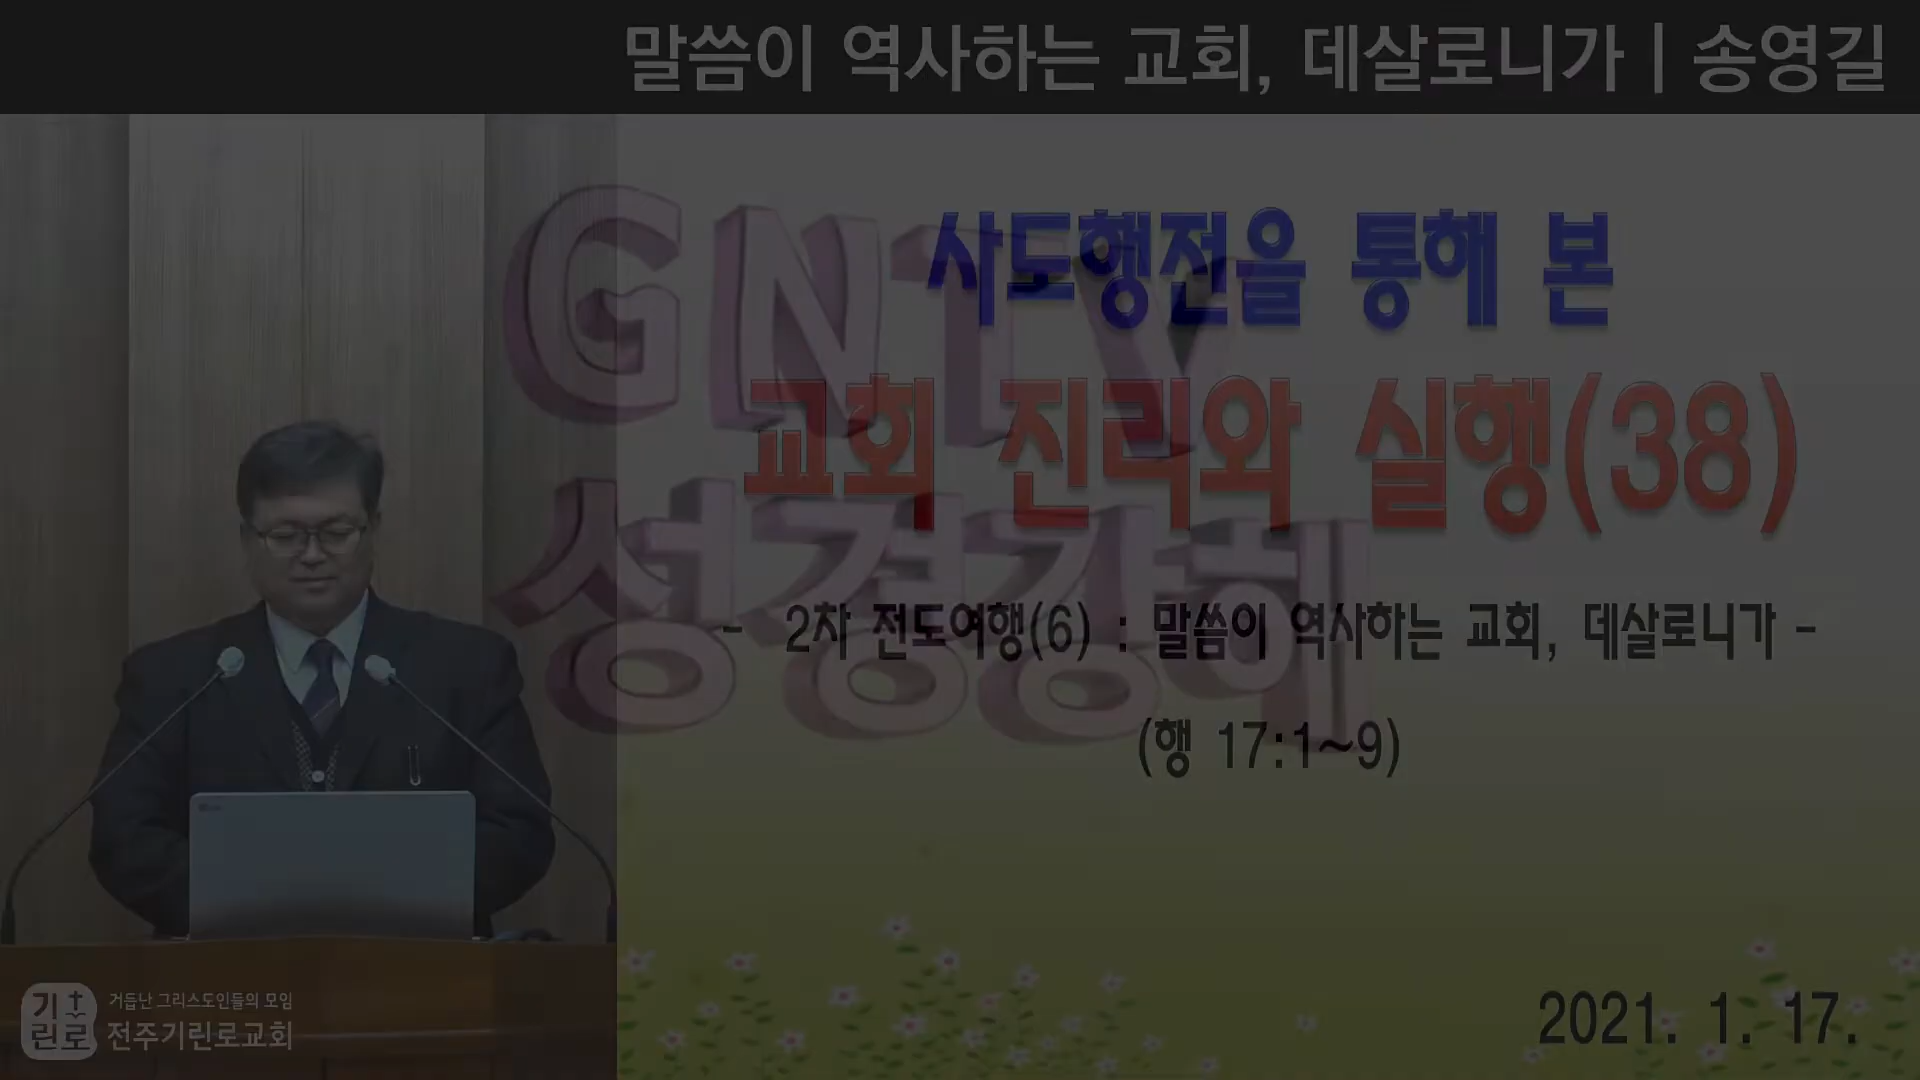 말씀이 역사하는 교회, 데살로니가 | 송영길
GNTV
성경강해
사도행전을 통해 본
교회 진리와 실행(38)
- 2차 전도여행(6) : 말씀이 역사하는 교회, 데살로니가 -
(행 17:1~9)
2021. 1. 17.
기린로
거듭난 그리스도인들의 모임
전주기린로교회